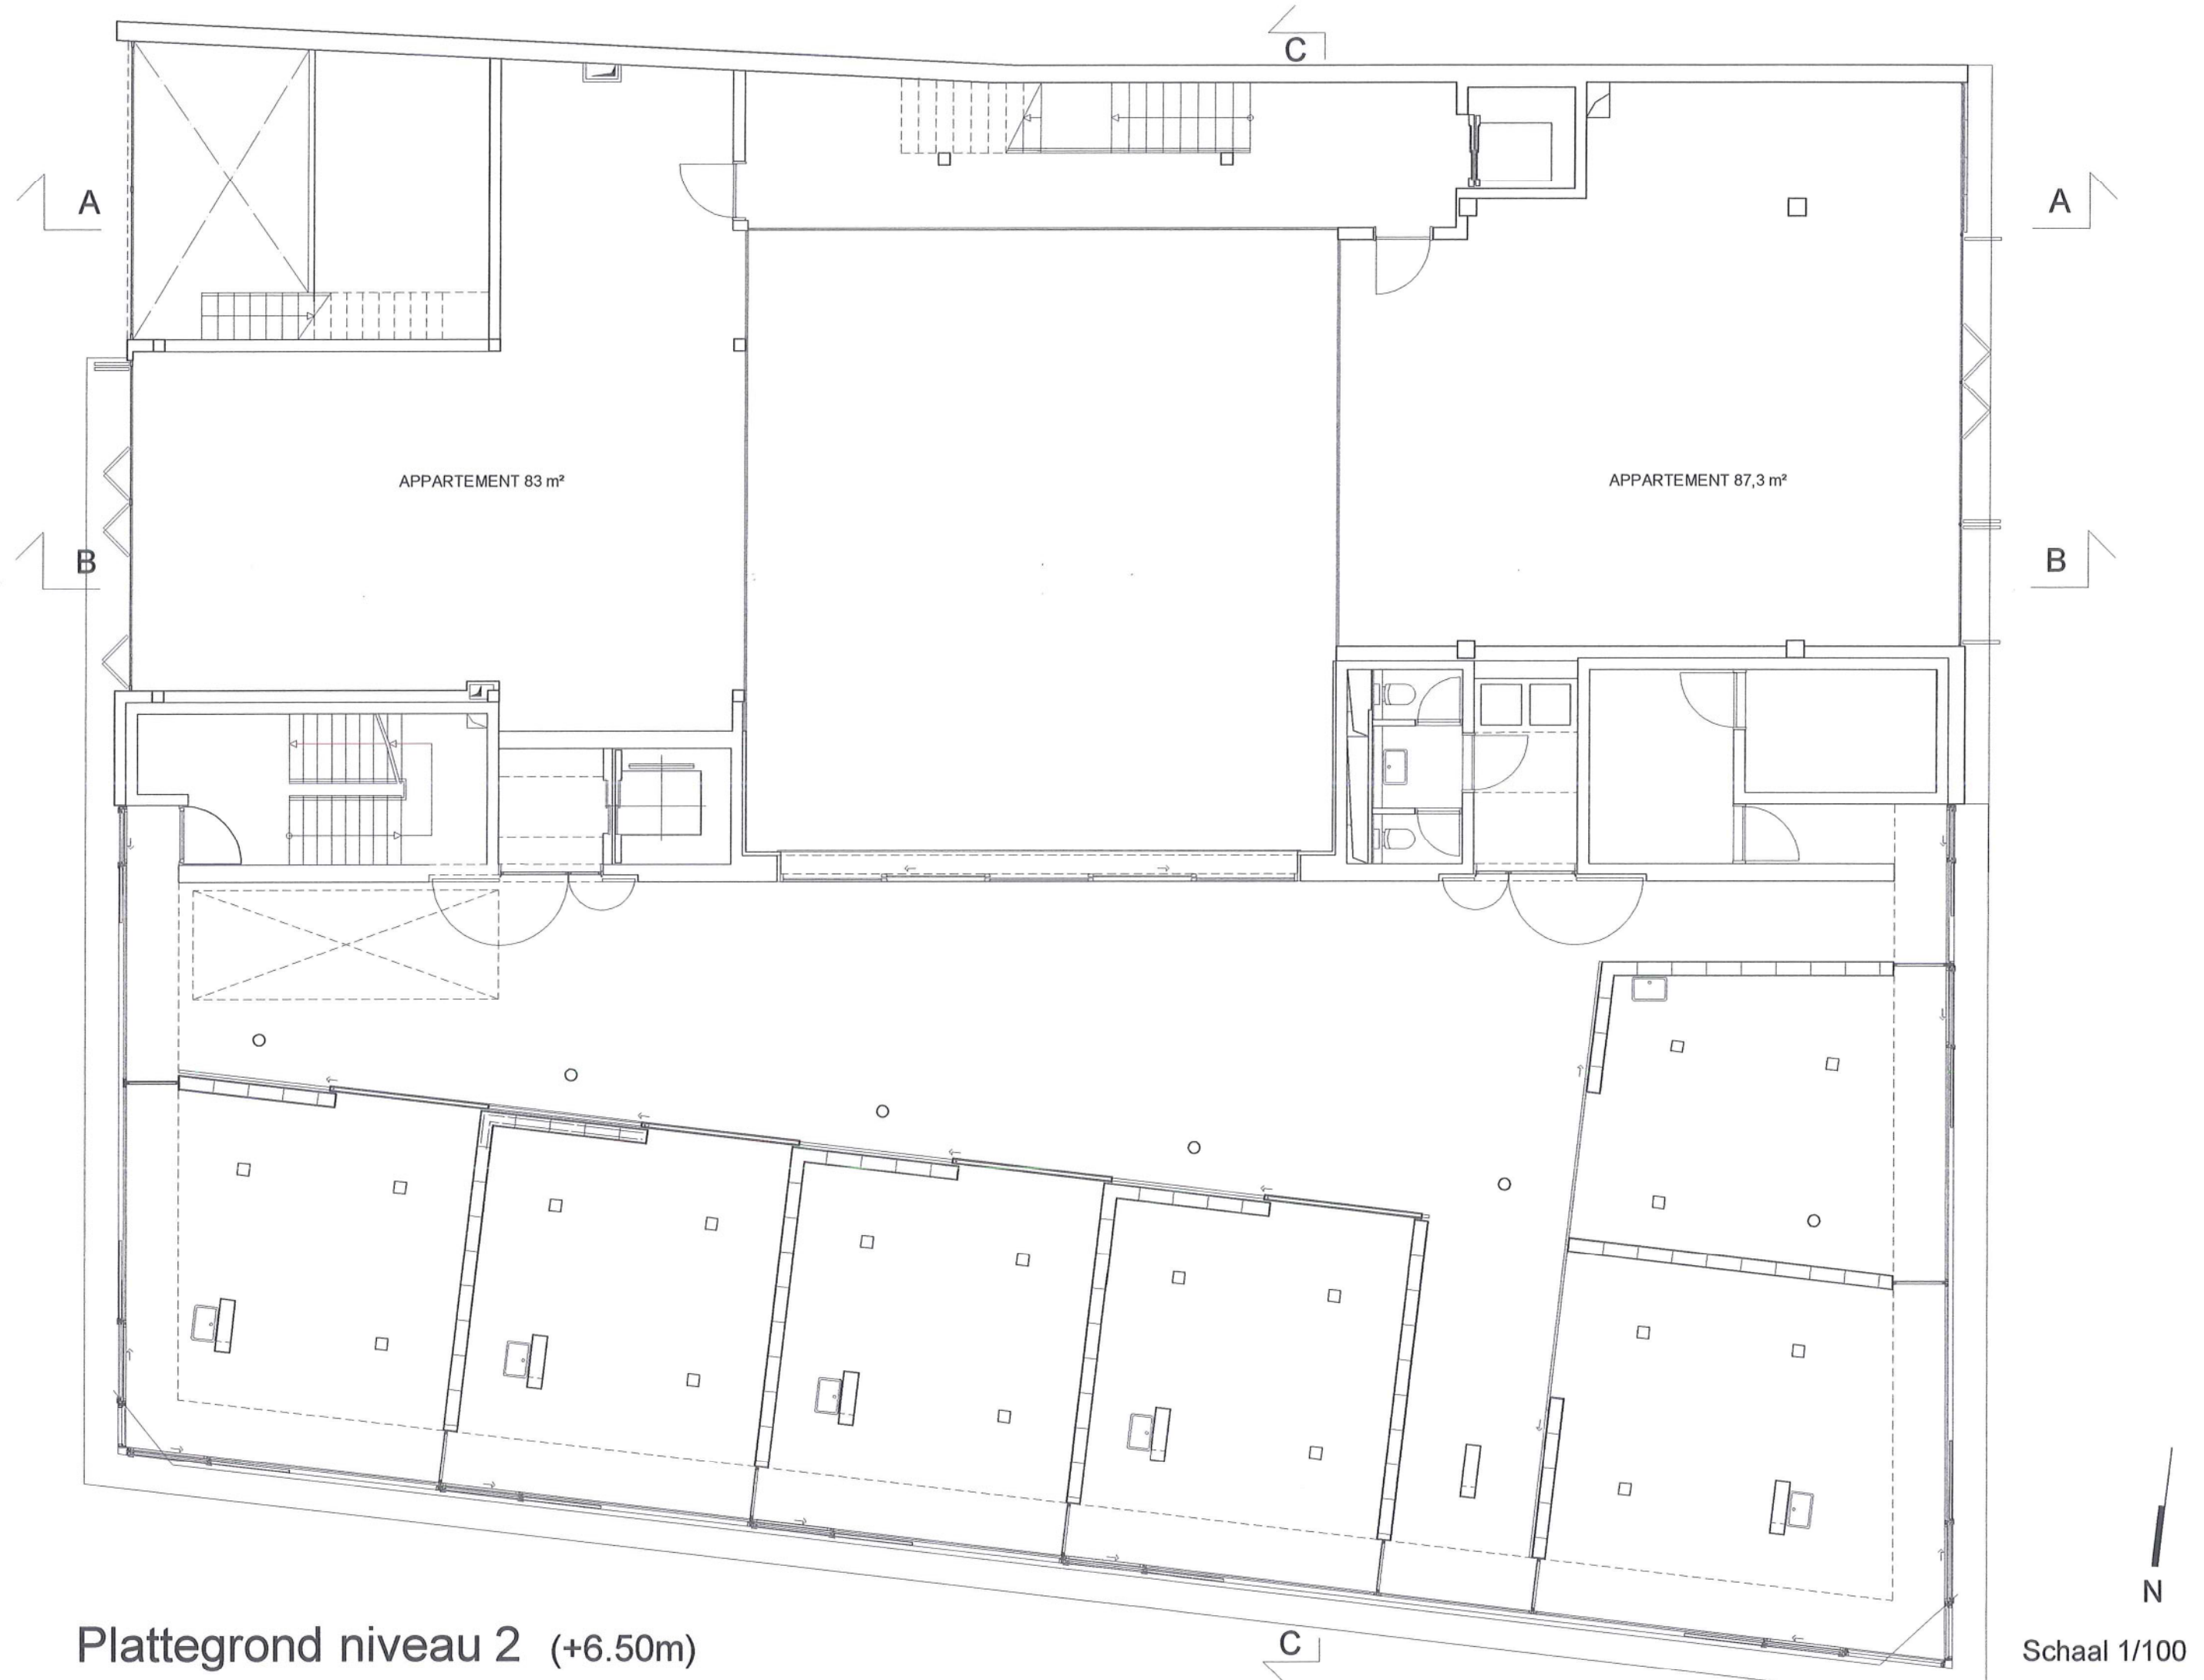 C
A
A
APPARTEMENT 83 m²
APPARTEMENT 87,3 m²
B
B
N
Plattegrond niveau 2 (+6.50m)
C
Schaal 1/100